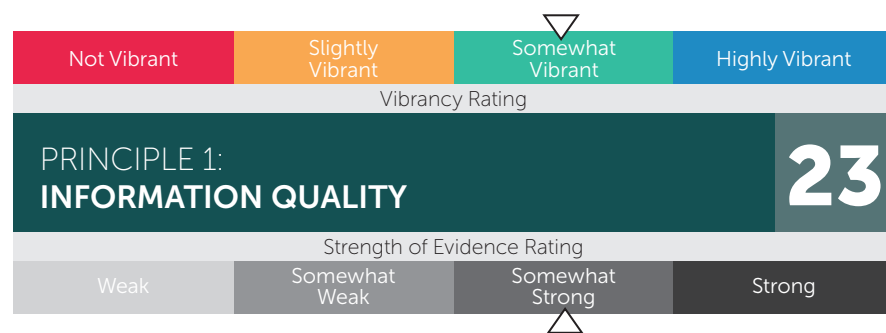 Not Vibrant
Slightly
Vibrant
Somewhat
Vibrant
Highly Vibrant
Vibrancy Rating
PRINCIPLE 1:
INFORMATION QUALITY
23
Strength of Evidence Rating
Weak
Somewhat
Weak
Somewhat
Strong
Strong